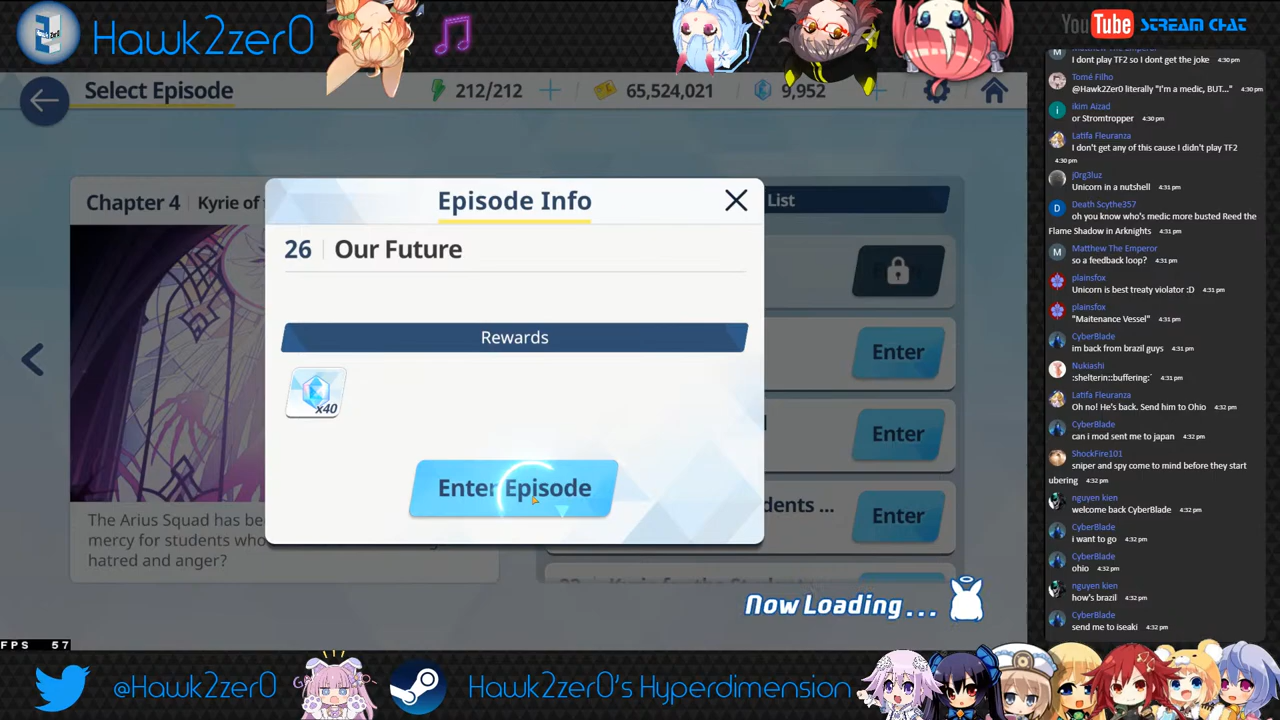 Hawk2zer0
You Tube STREAM CHAT
Select Episode
212/212
65,524,021
9,952
Chapter 4 Kyrie of
List
Episode Info
26 Our Future
Rewards
x40
Enter Episode
Enter
Enter
dents ...
Enter
The Arius Squad has be
mercy for students who
hatred and anger?
Now Loading...
FPS 57
@Hawk2zer0
Hawk2zer0's Hyperdimension
Matthew The Emperor
I dont play TF2 so I dont get the joke 4:30 pm
Tomé Filho
@Hawk2Zer0 literally "I'm a medic, BUT..." 4:30 pm
ikim Aizad
or Stromtropper 4:30 pm
Latifa Fleuranza
I don't get any of this cause I didn't play TF2
4:30 pm
j0rg3luz
Unicorn in a nutshell 4:31 pm
Death Scythe357
oh you know who's medic more busted Reed the
Flame Shadow in Arknights 4:31 pm
Matthew The Emperor
so a feedback loop? 4:31 pm
plainsfox
Unicorn is best treaty violator :D 4:31 pm
plainsfox
"Maitenance Vessel" 4:31 pm
CyberBlade
im back from brazil guys 4:31 pm
Nukiashi
:shelterin::buffering:` 4:31 pm
Latifa Fleuranza
Oh no! He's back. Send him to Ohio 4:32 pm
CyberBlade
can i mod sent me to japan 4:32 pm
ShockFire101
sniper and spy come to mind before they start
ubering 4:32 pm
nguyen kien
welcome back CyberBlade 4:32 pm
CyberBlade
i want to go 4:32 pm
CyberBlade
ohio 4:32 pm
nguyen kien
how's brazil 4:32 pm
CyberBlade
send me to iseaki 4:32 pm